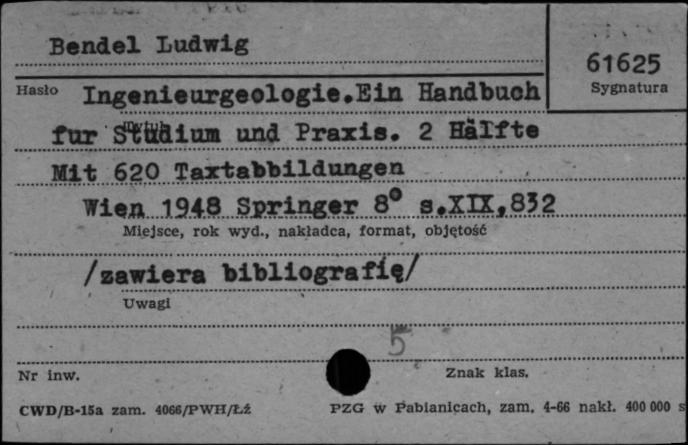 Bendel Ludwig
61625
Sygnatura
Hasło Ingenieurgeologie.Ein Handbuch
fur Studium und Praxis. 2 Hälfte
Mit 620 Taxtabbildungen
Wien 1948 Springer 8° s.XIX,832
Miejsce, rok wyd., nakładca, format, objętość
/zawiera bibliografię/
Uwagi
5
Nr inw. Znak klas.
CWD/B-15a zam. 4066/PWH/Łź PZG w Pabianicach, zam. 4-66 nakł. 400 000 s